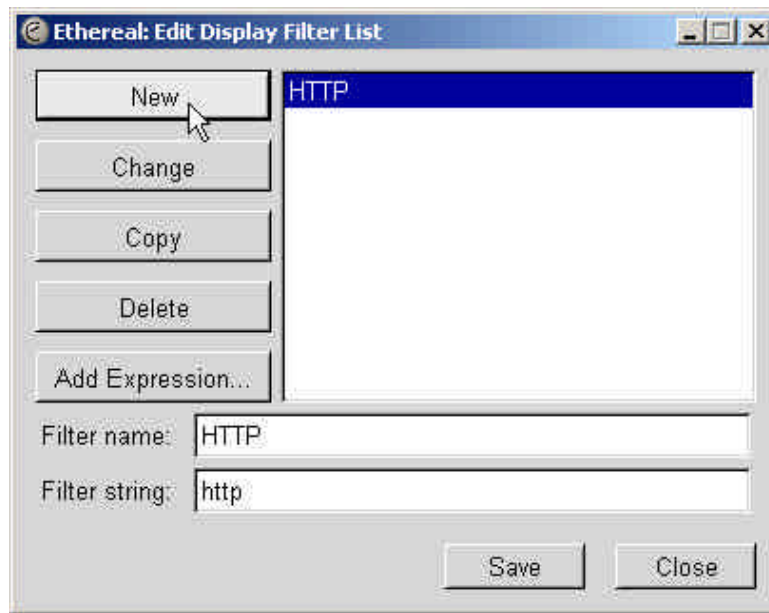 Ethereal: Edit Display Filter List
New
HTTP
Change
Copy
Delete
Add Expression...
Filter name: HTTP
Filter string: http
Save Close